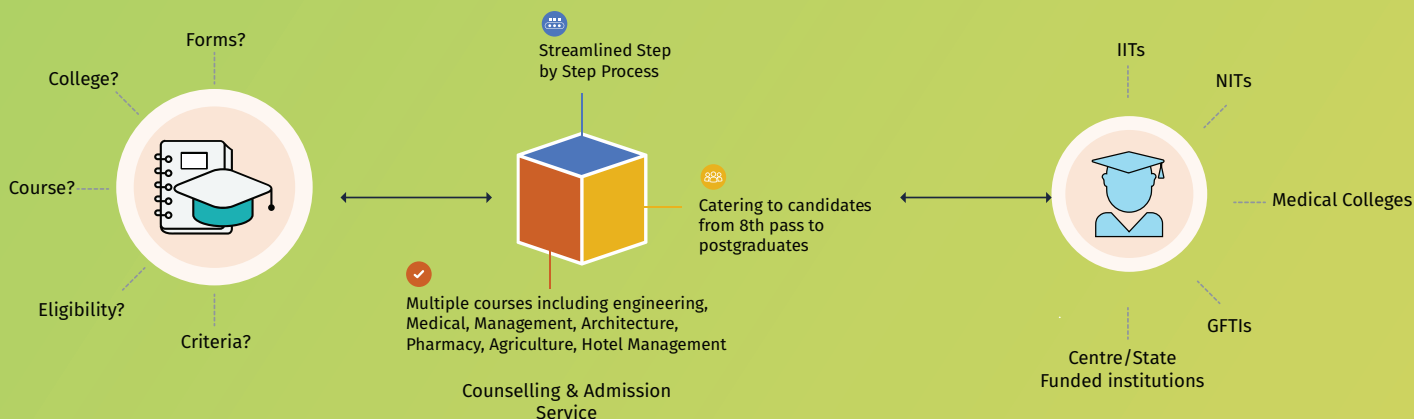 Forms?
College?
Course?
Eligibility?
Criteria?
Streamlined Step
by Step Process
Catering to candidates
from 8th pass to
postgraduates
Multiple courses including engineering,
Medical, Management, Architecture,
Pharmacy, Agriculture, Hotel Management
Counselling & Admission
Service
IITs
NITs
Medical Colleges
GFTIs
Centre/State
Funded institutions